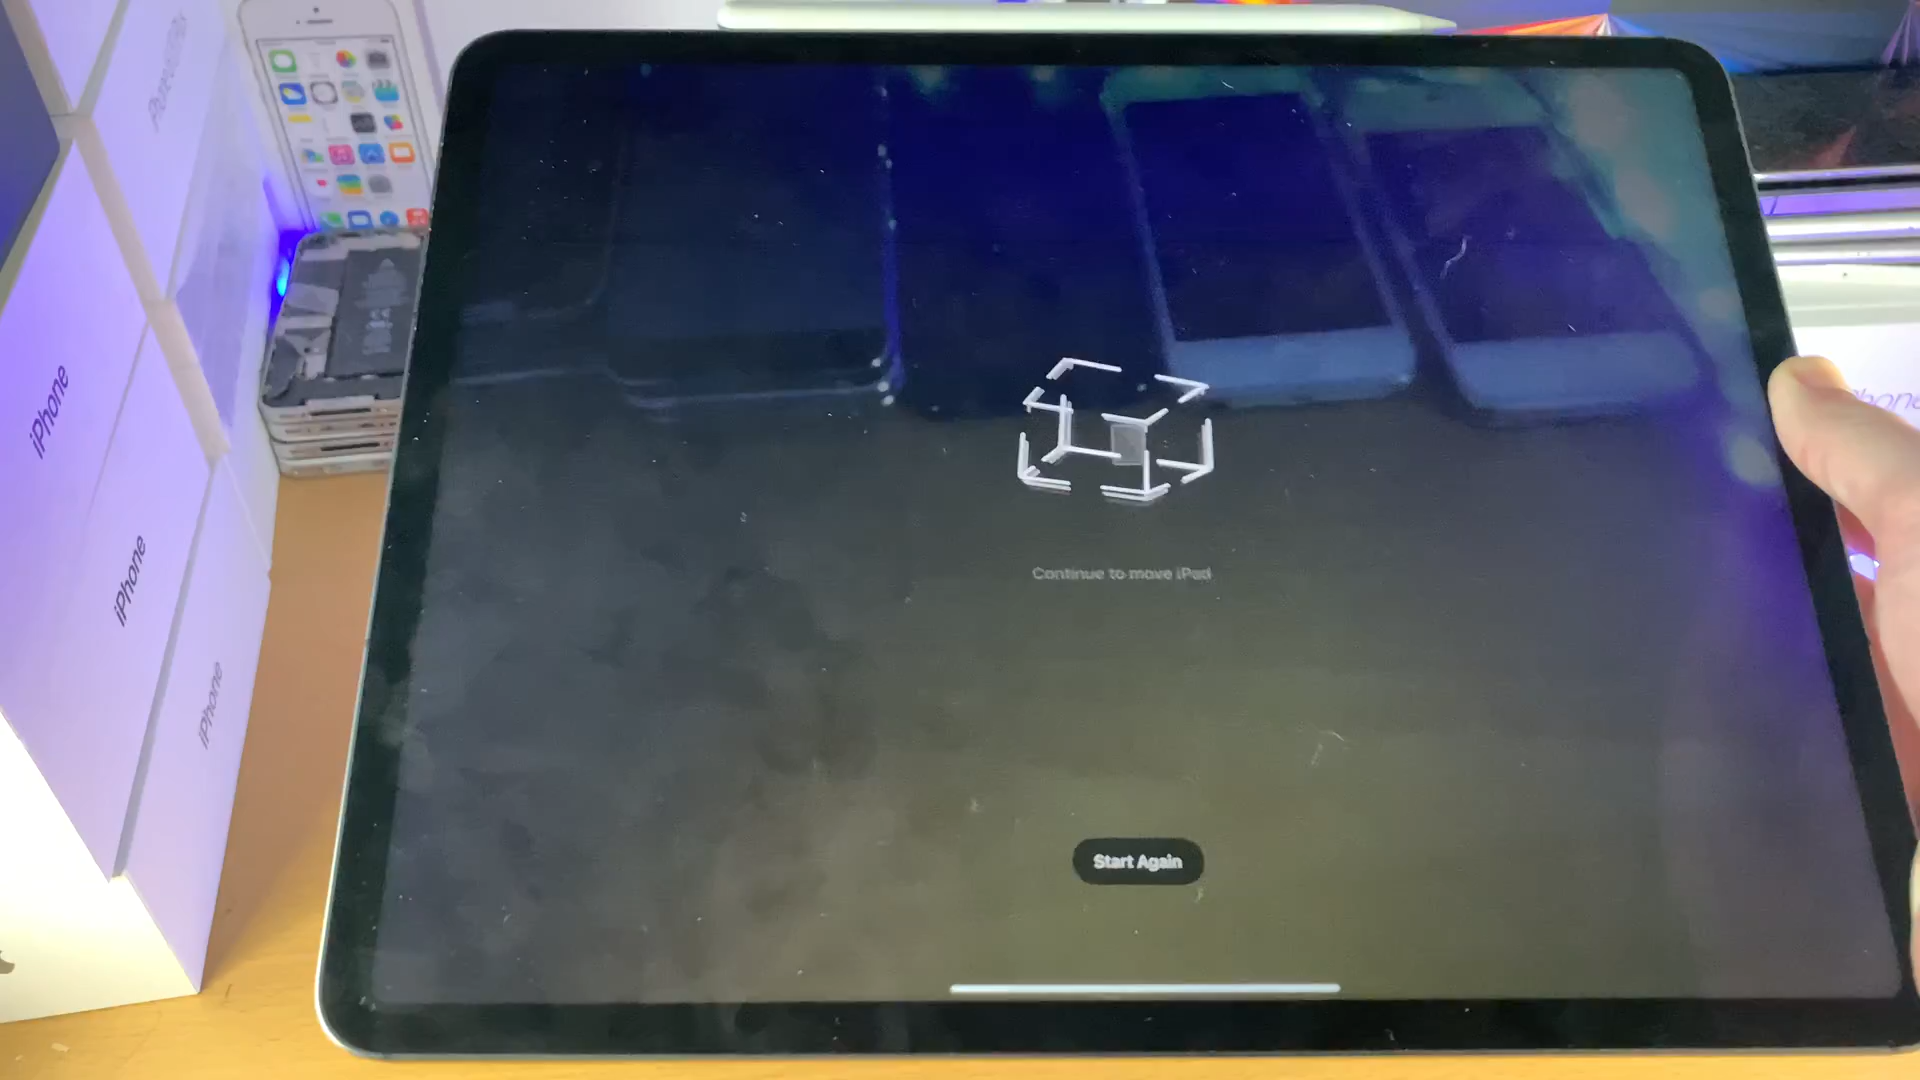 iPhone
iPhone
iPhone
Continue to move iPad
Start Again